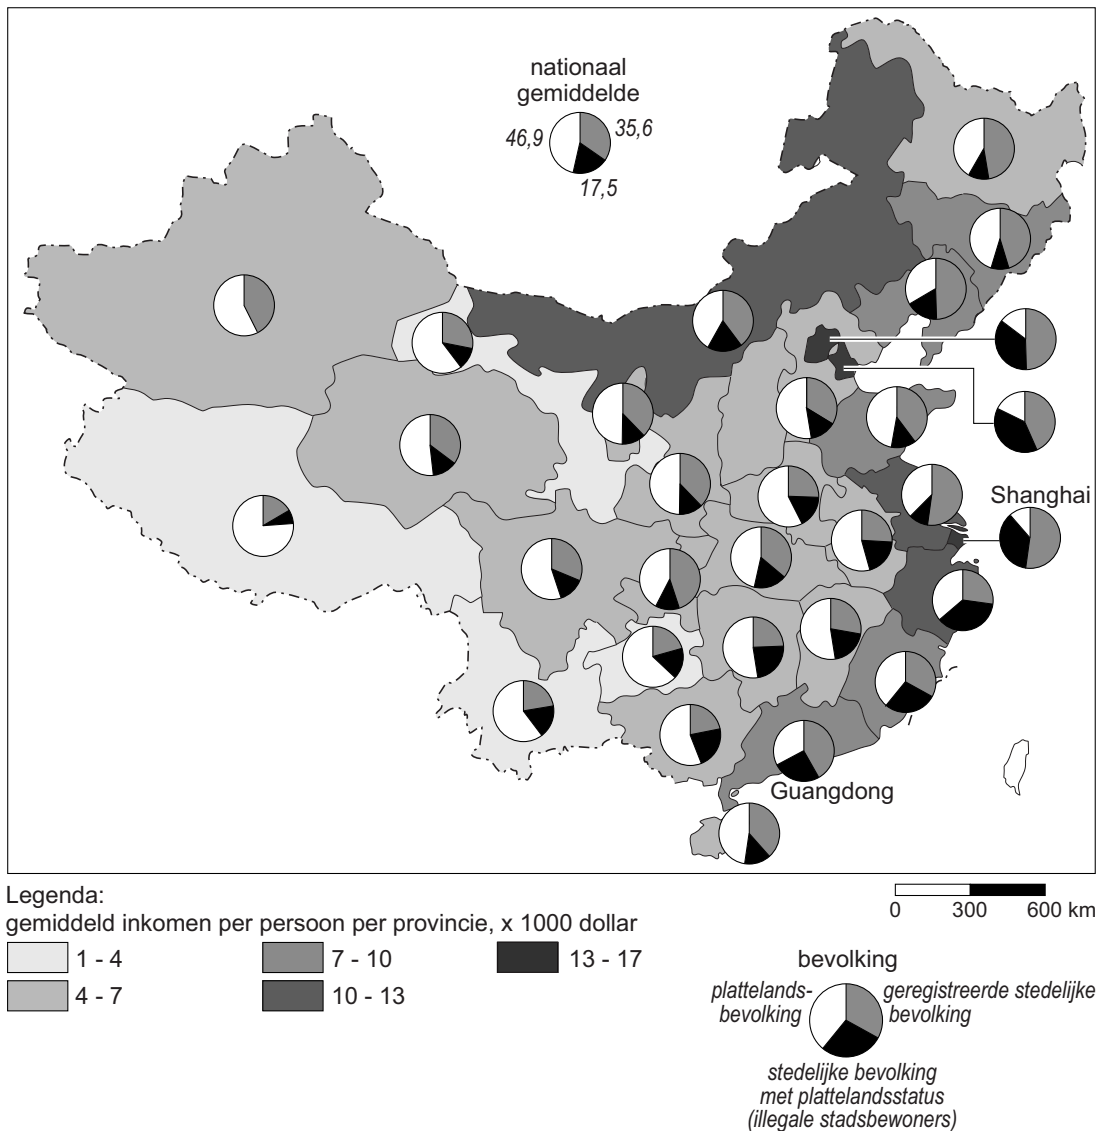 nationaal
gemiddelde
46,9
35,6
17,5
Shanghai
Guangdong
Legenda:
gemiddeld inkomen per persoon per provincie, x 1000 dollar
1 - 4
7 - 10
13 - 17
4 - 7
10 - 13
0 300 600 km
bevolking
plattelands-
bevolking
geregistreerde stedelijke
bevolking
stedelijke bevolking
met plattelandsstatus
(illegale stadsbewoners)